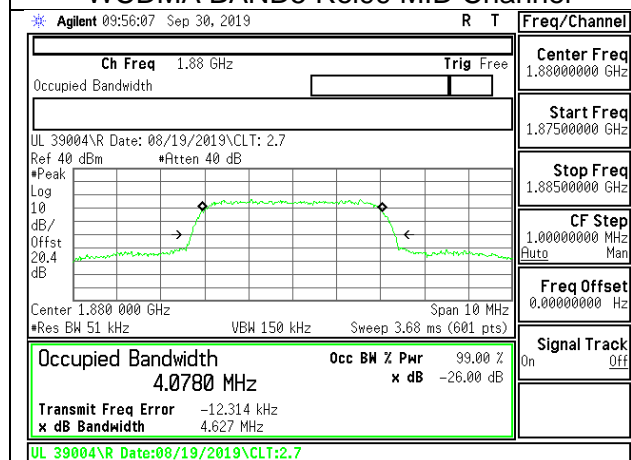 Agilent 09:56:07 Sep 30, 2019 R T Freq/Channel
Ch Freq 1.88 GHz Trig Free
Occupied Bandwidth
Center Freq
1.88000000 GHz
Start Freq
1.87500000 GHz
Stop Freq
1.88500000 GHz
CF Step
1.00000000 MHz
Auto Man
Freq Offset
0.00000000 Hz
Signal Track
On Off
UL 39004\R Date: 08/19/2019\CLT: 2.7
Ref 40 dBm #Atten 40 dB
#Peak
Log
10
dB/
Offst
20.4
dB
Center 1.880 000 GHz Span 10 MHz
#Res BW 51 kHz VBW 150 kHz Sweep 3.68 ms (601 pts)
Occupied Bandwidth Occ BW % Pwr 99.00 %
4.0780 MHz x dB -26.00 dB
Transmit Freq Error -12.314 kHz
x dB Bandwidth 4.627 MHz
UL 39004\R Date:08/19/2019\CLT:2.7